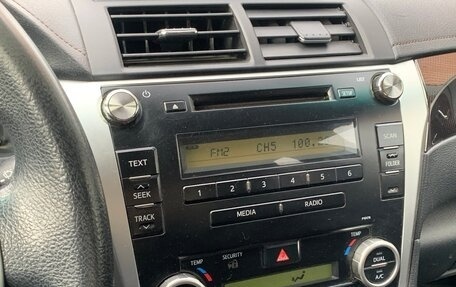 SETUP
SCAN
FM2 CH5 100.
TEXT
FOLDER
SEEK
1 2 3 4 5 6
TRACK
MEDIA RADIO
TEMP SECURITY TEMP
DUAL
A/C